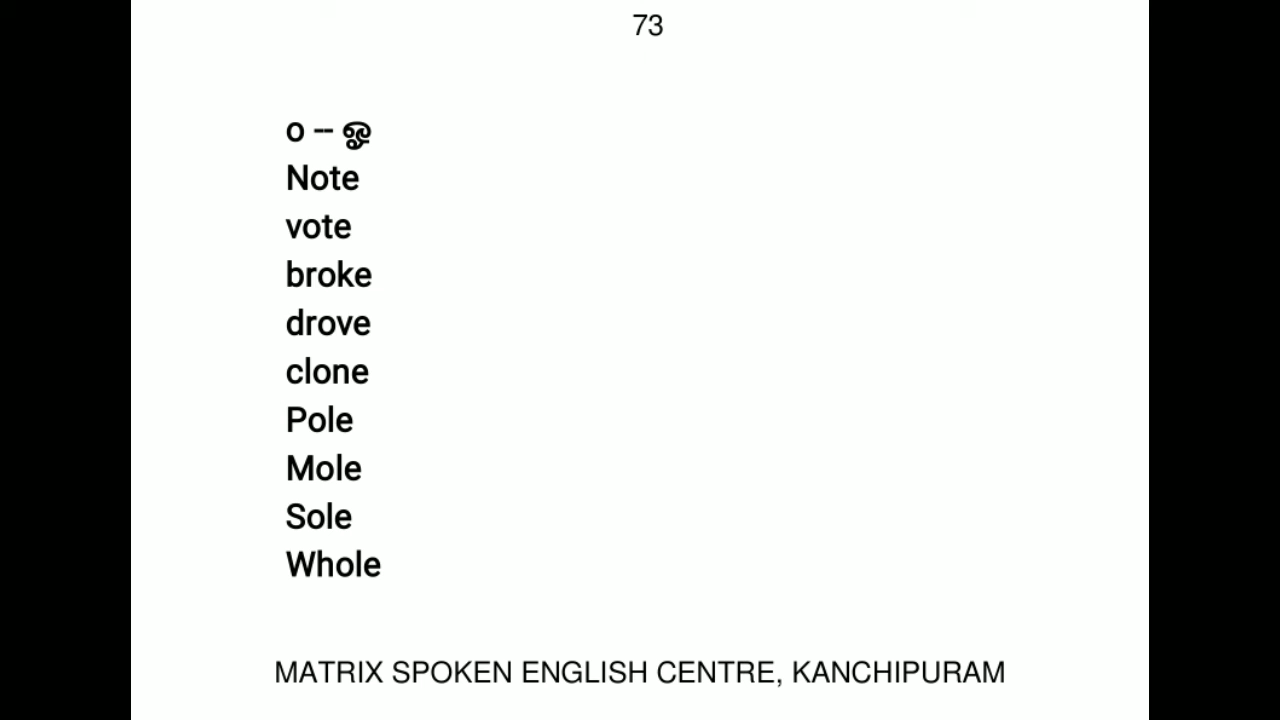 73
o -- ஓ
Note
vote
broke
drove
clone
Pole
Mole
Sole
Whole
MATRIX SPOKEN ENGLISH CENTRE, KANCHIPURAM